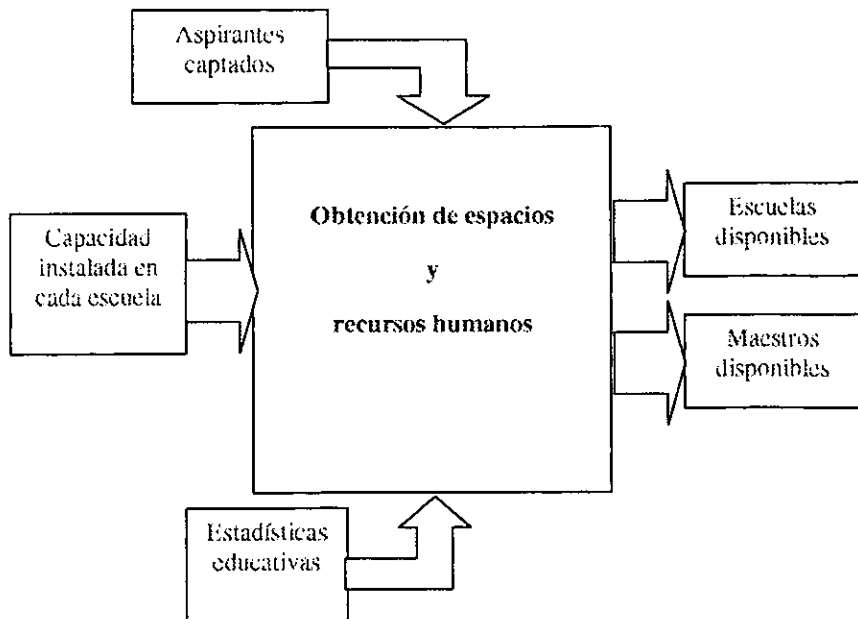 Aspirantes
captados
Capacidad
instalada en
cada escuela
Obtención de espacios
y
recursos humanos
Escuelas
disponibles
Maestros
disponibles
Estadísticas
educativas